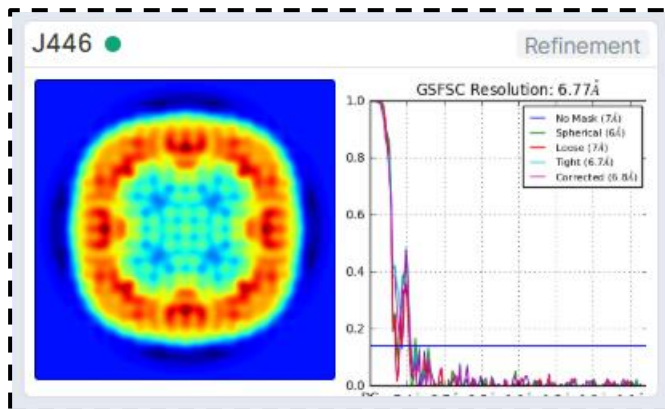 J446
Refinement
GSFSC Resolution: 6.77Å
1.0
0.8
0.6
0.4
0.2
0.0
No Mask (7Å)
Spherical (6Å)
Loose (7Å)
Tight (6.7Å)
Corrected (6.8Å)